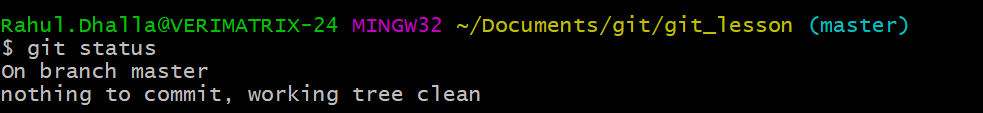 Rahul.Dhalla@VERIMATRIX-24 MINGW32 ~/Documents/git/git_lesson (master)
$ git status
On branch master
nothing to commit, working tree clean